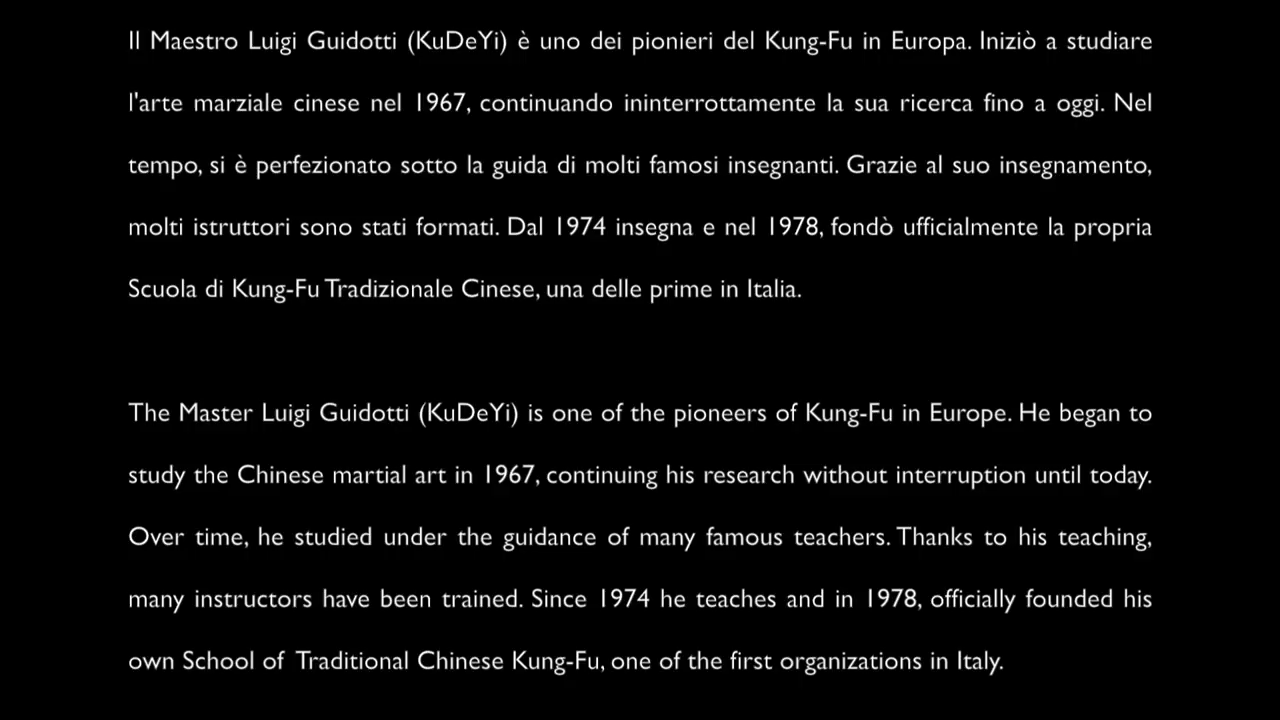 Il Maestro Luigi Guidotti (KuDeYi) è uno dei pionieri del Kung-Fu in Europa. Iniziò a studiare
l'arte marziale cinese nel 1967, continuando ininterrottamente la sua ricerca fino a oggi. Nel
tempo, si è perfezionato sotto la guida di molti famosi insegnanti. Grazie al suo insegnamento,
molti istruttori sono stati formati. Dal 1974 insegna e nel 1978, fondò ufficialmente la propria
Scuola di Kung-Fu Tradizionale Cinese, una delle prime in Italia.
The Master Luigi Guidotti (KuDeYi) is one of the pioneers of Kung-Fu in Europe. He began to
study the Chinese martial art in 1967, continuing his research without interruption until today.
Over time, he studied under the guidance of many famous teachers. Thanks to his teaching,
many instructors have been trained. Since 1974 he teaches and in 1978, officially founded his
own School of Traditional Chinese Kung-Fu, one of the first organizations in Italy.